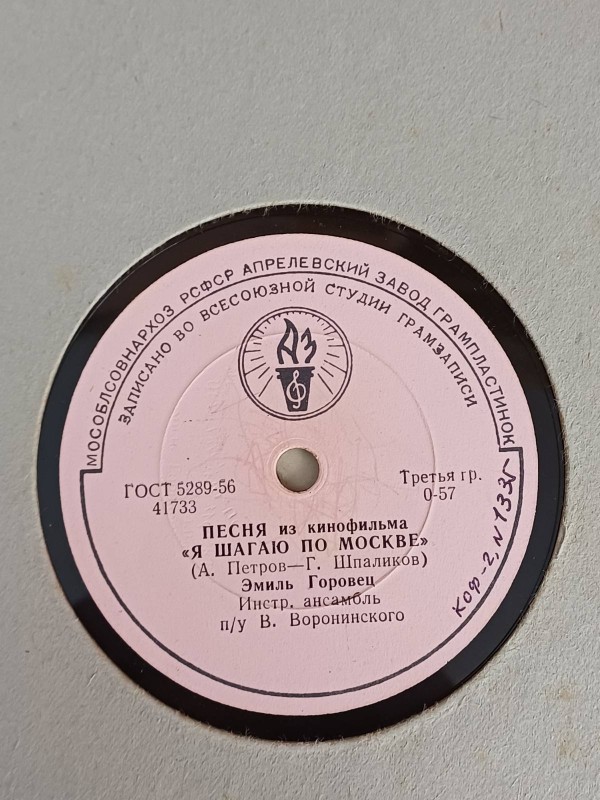 МОСОБЛСОВНАРХОЗ РСФСР АПРЕЛЕВСКИЙ ЗАВОД ГРАМПЛАСТИНОК
ЗАПИСАНО ВО ВСЕСОЮЗНОЙ СТУДИИ ГРАМЗАПИСИ
АЗ
ГОСТ 5289-56
41733
Третья гр.
0-57
ПЕСНЯ из кинофильма
«Я ШАГАЮ ПО МОСКВЕ»
(А. Петров—Г. Шпаликов)
Эмиль Горовец
Инстр. ансамбль
п/у В. Воронинского